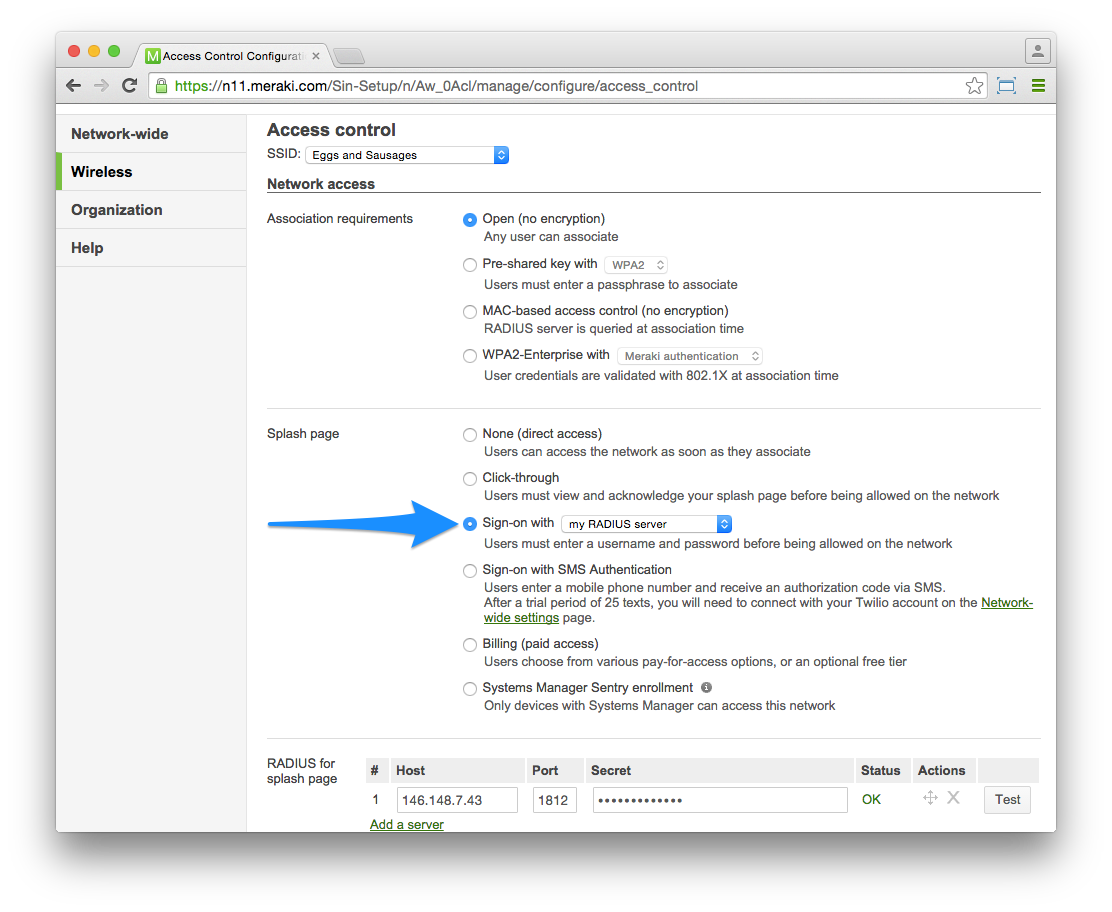 Access Control Configurati
https://n11.meraki.com/Sin-Setup/n/Aw_0Acl/manage/configure/access_control
Network-wide
Wireless
Organization
Help
Access control
SSID: Eggs and Sausages
Network access
Association requirements
Open (no encryption)
Any user can associate
Pre-shared key with WPA2
Users must enter a passphrase to associate
MAC-based access control (no encryption)
RADIUS server is queried at association time
WPA2-Enterprise with Meraki authentication
User credentials are validated with 802.1X at association time
Splash page
None (direct access)
Users can access the network as soon as they associate
Click-through
Users must view and acknowledge your splash page before being allowed on the network
Sign-on with my RADIUS server
Users must enter a username and password before being allowed on the network
Sign-on with SMS Authentication
Users enter a mobile phone number and receive an authorization code via SMS.
After a trial period of 25 texts, you will need to connect with your Twilio account on the Network-
wide settings page.
Billing (paid access)
Users choose from various pay-for-access options, or an optional free tier
Systems Manager Sentry enrollment
Only devices with Systems Manager can access this network
RADIUS for
splash page
# Host Port Secret Status Actions
1 146.148.7.43 1812 ••••••••••••• OK X Test
Add a server